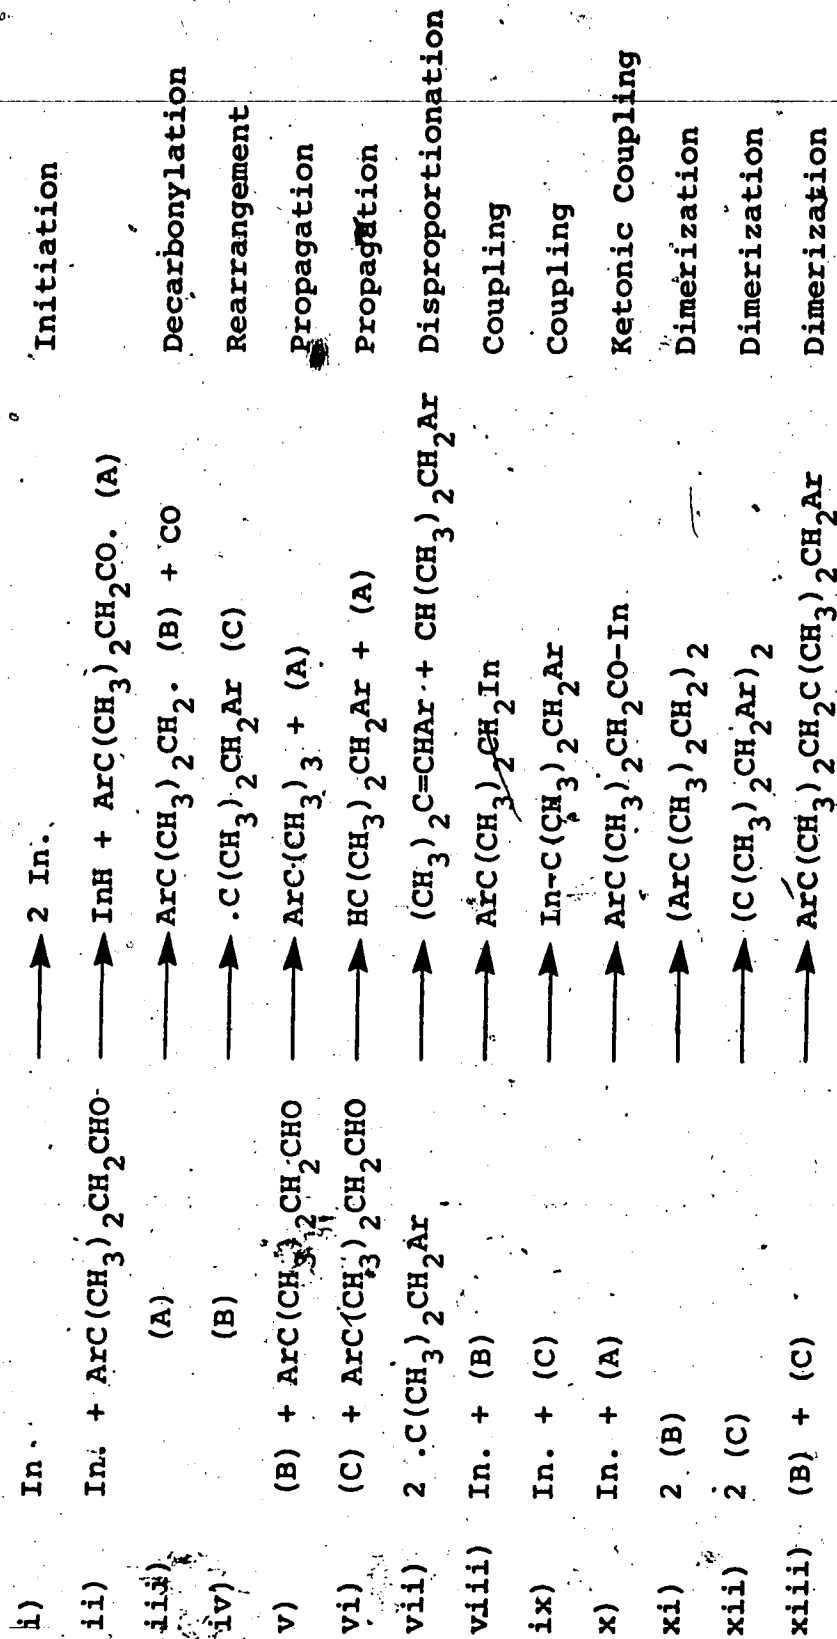 i) In. → 2 In. Initiation
ii) In. + ArC(CH3)2CH2CHO → InH + ArC(CH3)2CH2CO. (A)
iii) (A) → ArC(CH3)2CH2. (B) + CO Decarbonylation
iv) (B) → .C(CH3)2CH2Ar (C) Rearrangement
v) (B) + ArC(CH3)2CH2CHO → ArC(CH3)3 + (A) Propagation
vi) (C) + ArC(CH3)2CH2CHO → HC(CH3)2CH2Ar + (A) Propagation
vii) 2 .C(CH3)2CH2Ar → (CH3)2C=CHAr + CH(CH3)2CH2Ar Disproportionation
viii) In. + (B) → ArC(CH3)2CH2In Coupling
ix) In. + (C) → In-C(CH3)2CH2Ar Coupling
x) In. + (A) → ArC(CH3)2CH2CO-In Ketonic Coupling
xi) 2 (B) → (ArC(CH3)2CH2)2 Dimerization
xii) 2 (C) → (C(CH3)2CH2Ar)2 Dimerization
xiii) (B) + (C) → ArC(CH3)2CH2C(CH3)2CH2Ar Dimerization